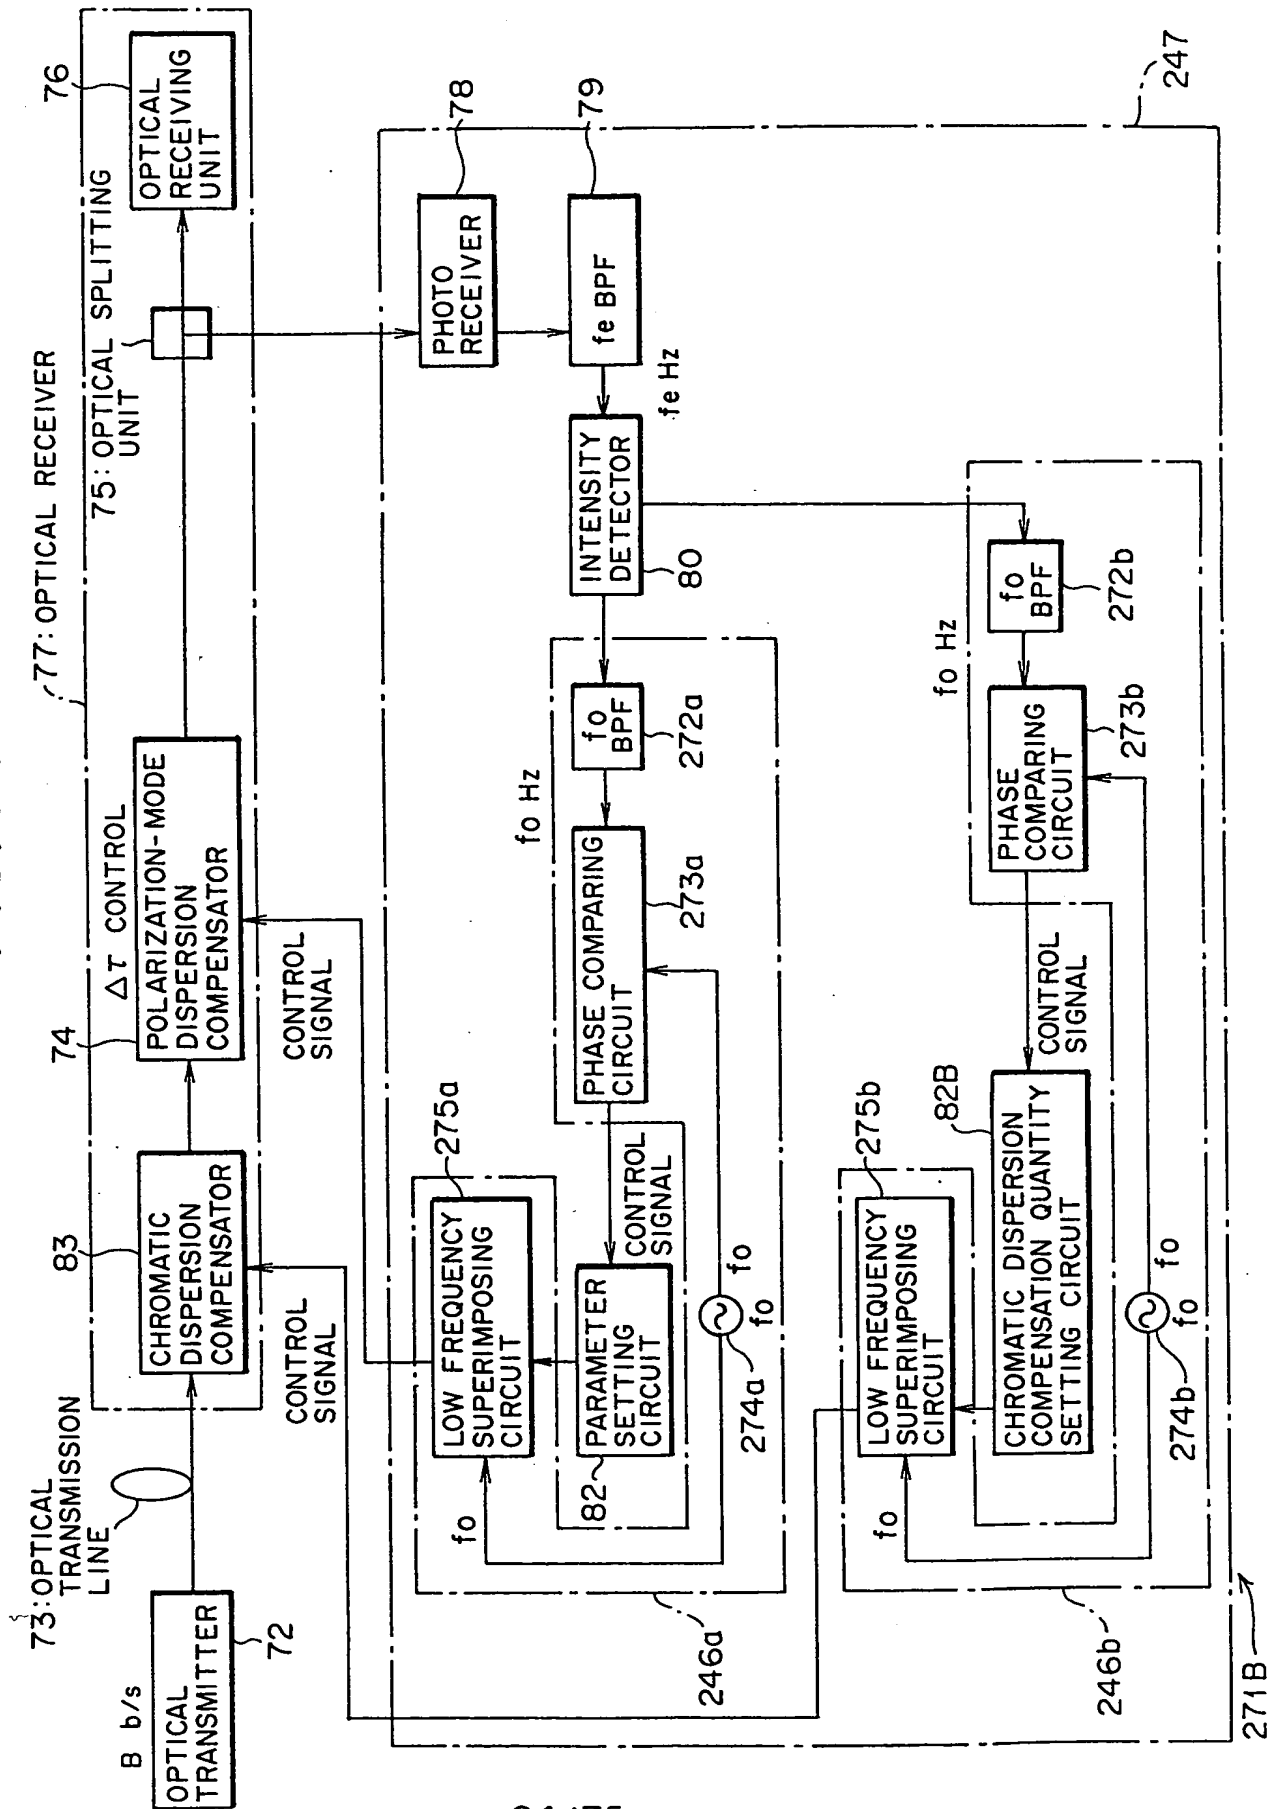 B b/s
OPTICAL
TRANSMITTER
72
73:OPTICAL
TRANSMISSION
LINE
83
CHROMATIC
DISPERSION
COMPENSATOR
CONTROL
SIGNAL
74
Δτ CONTROL
POLARIZATION-MODE
DISPERSION
COMPENSATOR
CONTROL
SIGNAL
77:OPTICAL RECEIVER
75:OPTICAL SPLITTING
UNIT
76
OPTICAL
RECEIVING
UNIT
78
PHOTO
RECEIVER
79
fe BPF
fe Hz
INTENSITY
DETECTOR
80
247
fo Hz
fo
BPF
272a
PHASE COMPARING
CIRCUIT
273a
CONTROL
SIGNAL
275a
LOW FREQUENCY
SUPERIMPOSING
CIRCUIT
82
PARAMETER
SETTING
CIRCUIT
fo
fo
fo
274a
246a
fo Hz
fo
BPF
272b
PHASE
COMPARING
CIRCUIT
273b
CONTROL
SIGNAL
82B
275b
LOW FREQUENCY
SUPERIMPOSING
CIRCUIT
CHROMATIC DISPERSION
COMPENSATION QUANTITY
SETTING CIRCUIT
fo
fo
fo
274b
246b
271B